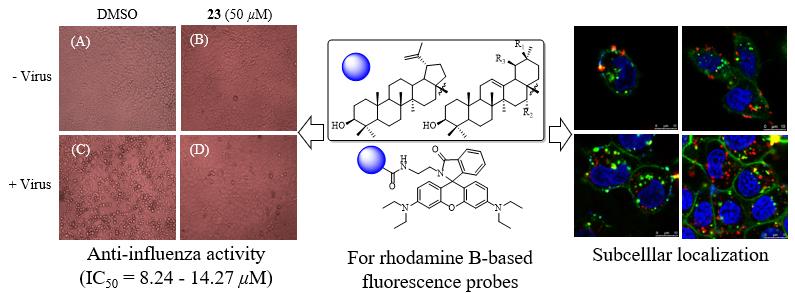 DMSO
23 (50 µM)
(A)
(B)
- Virus
(C)
(D)
+ Virus
Anti-influenza activity
(IC50 = 8.24 - 14.27 µM)
R1
R3
R2
HO
HO
O
H
N
N
O
N
O
N
For rhodamine B-based
fluorescence probes
Subcelllar localization